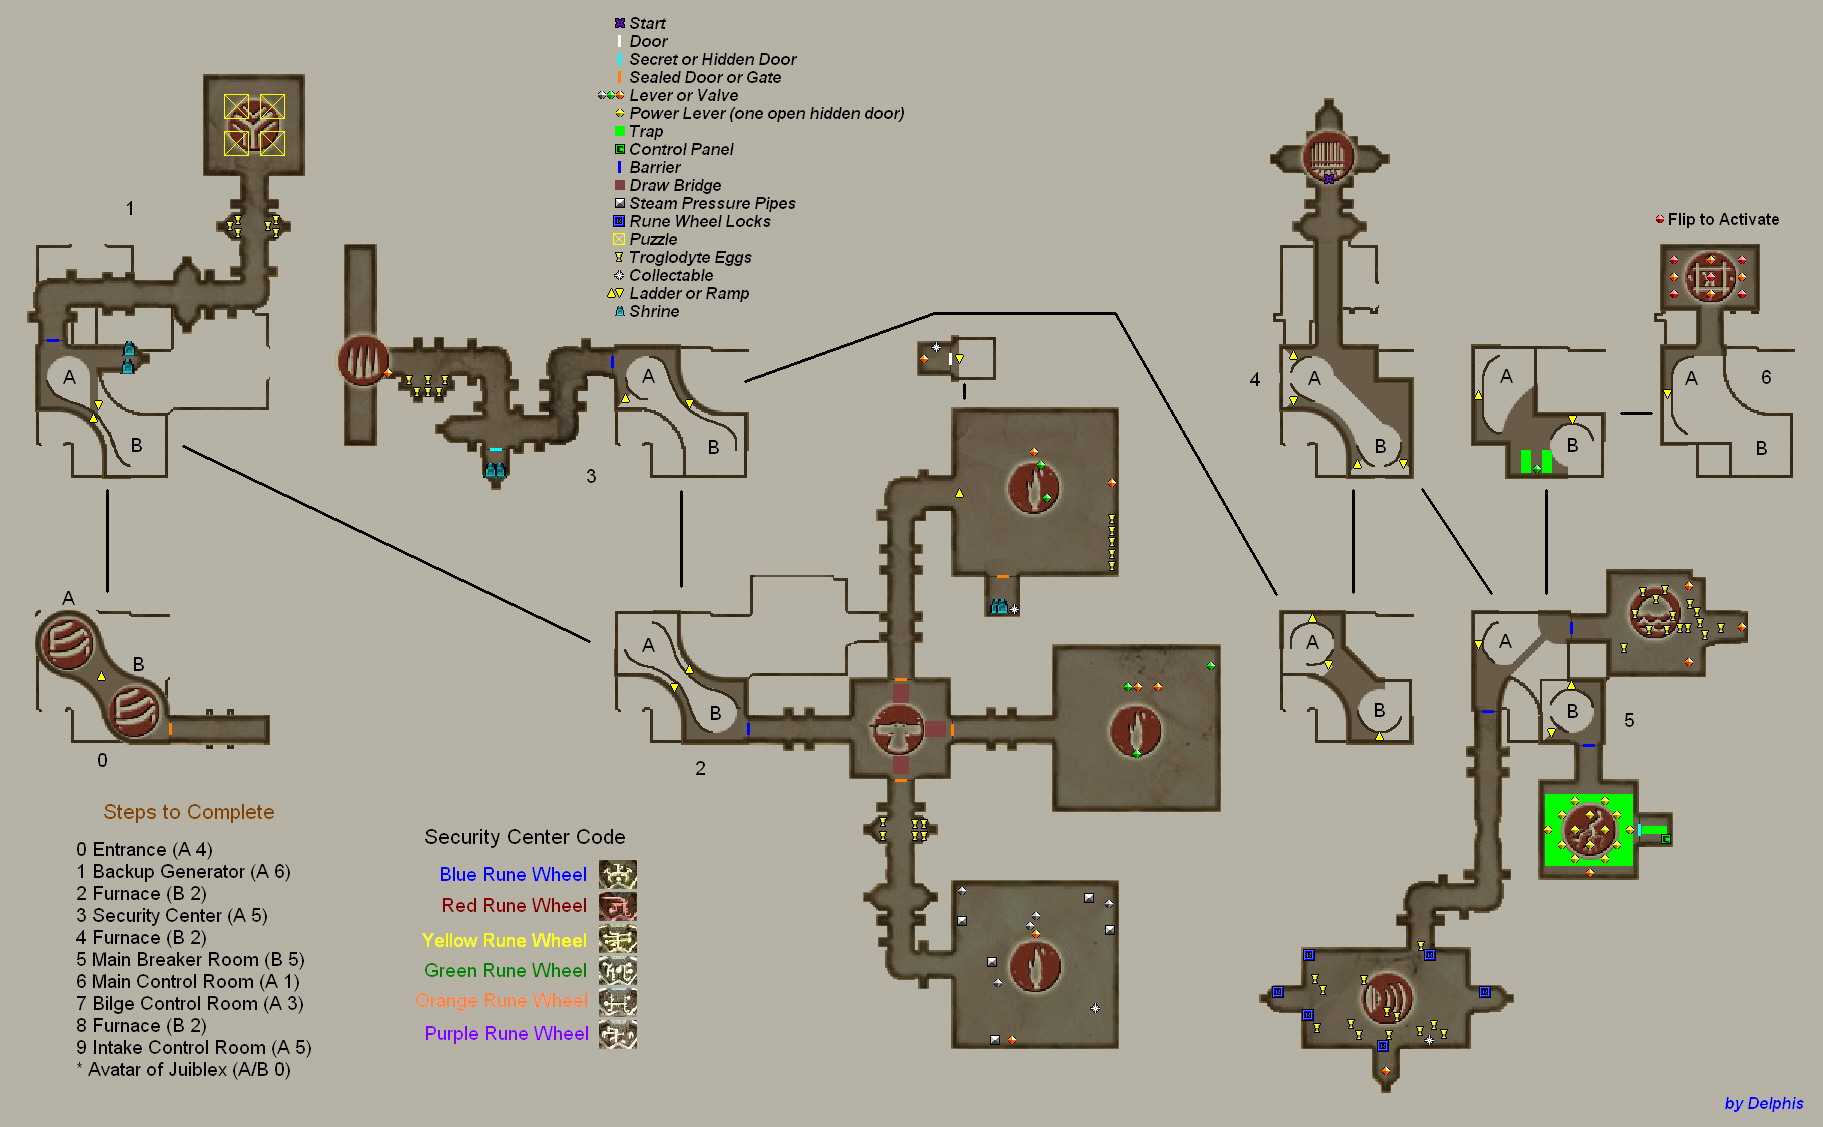 Start
Door
Secret or Hidden Door
Sealed Door or Gate
Lever or Valve
Power Lever (one open hidden door)
Trap
Control Panel
Barrier
Draw Bridge
Steam Pressure Pipes
Rune Wheel Locks
Puzzle
Troglodyte Eggs
Collectable
Ladder or Ramp
Shrine
1
A
B
3
A
B
4
A
B
Flip to Activate
A
B
A
6
B
A
B
0
A
B
2
A
B
A
B
5
Steps to Complete
0 Entrance (A 4)
1 Backup Generator (A 6)
2 Furnace (B 2)
3 Security Center (A 5)
4 Furnace (B 2)
5 Main Breaker Room (B 5)
6 Main Control Room (A 1)
7 Bilge Control Room (A 3)
8 Furnace (B 2)
9 Intake Control Room (A 5)
* Avatar of Juiblex (A/B 0)
Security Center Code
Blue Rune Wheel
Red Rune Wheel
Yellow Rune Wheel
Green Rune Wheel
Orange Rune Wheel
Purple Rune Wheel
by Delphis